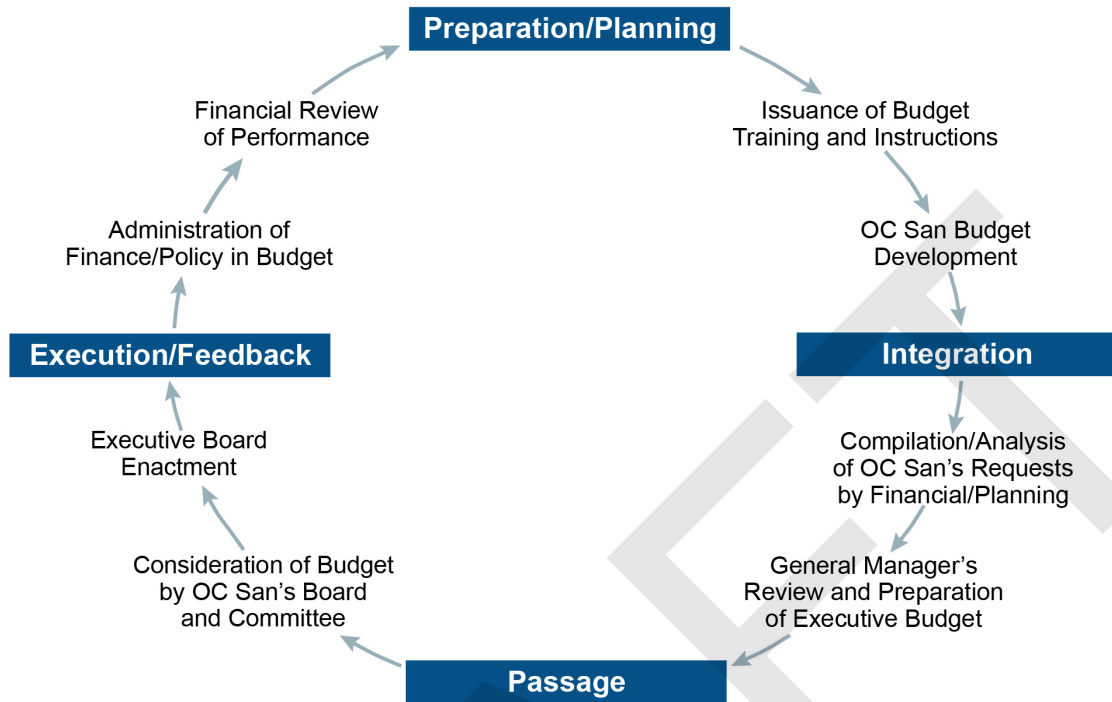 Preparation/Planning
Issuance of Budget
Training and Instructions
OC San Budget
Development
Integration
Compilation/Analysis
of OC San’s Requests
by Financial/Planning
General Manager’s
Review and Preparation
of Executive Budget
Passage
Consideration of Budget
by OC San’s Board
and Committee
Executive Board
Enactment
Execution/Feedback
Administration of
Finance/Policy in Budget
Financial Review
of Performance